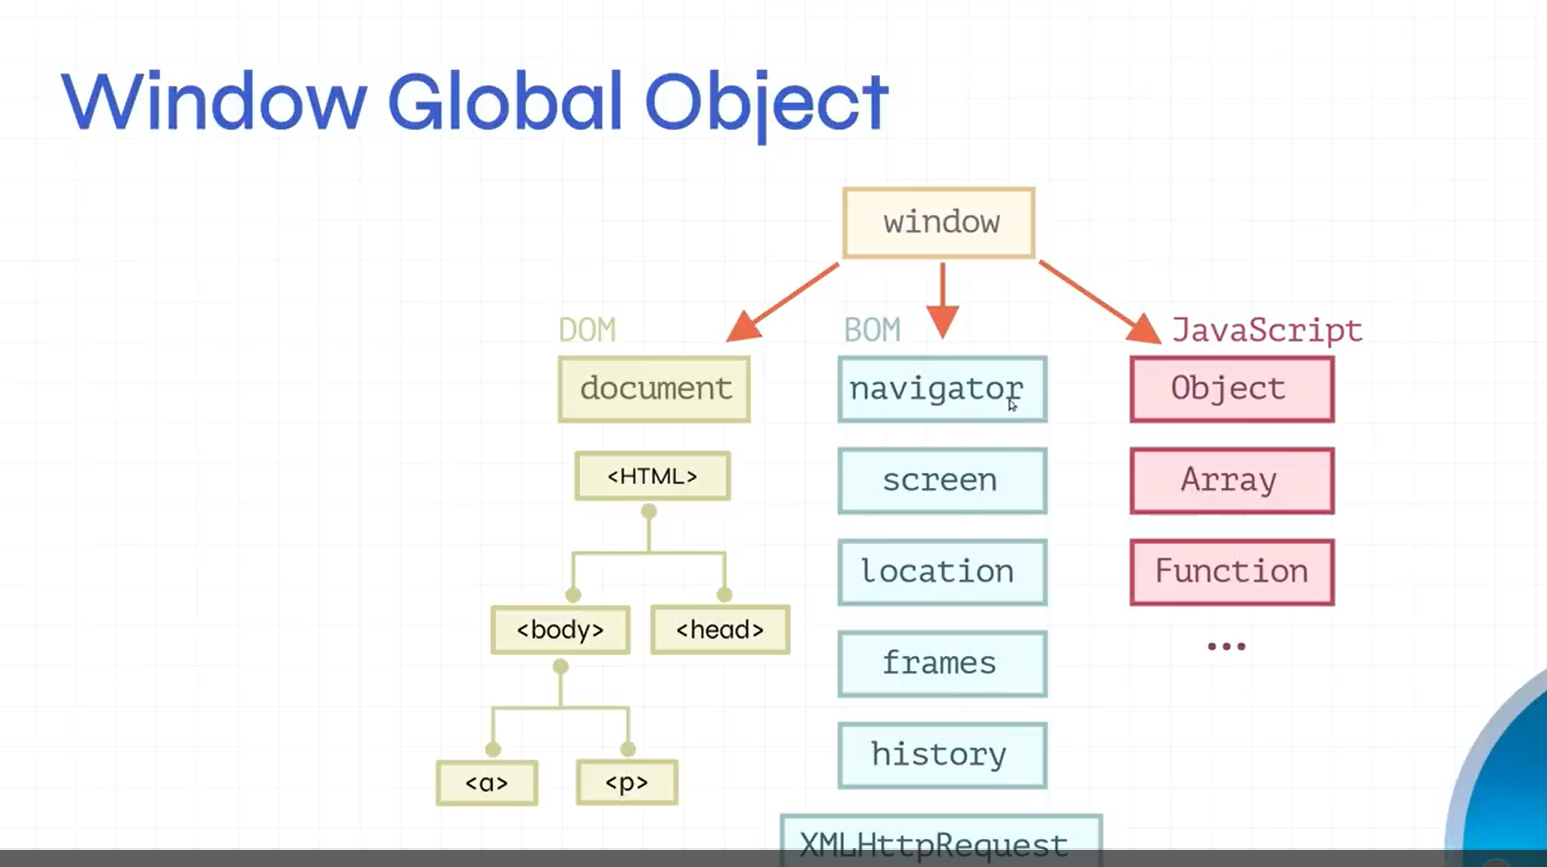 Window Global Object
window
DOM
BOM
JavaScript
document
navigator
Object
<HTML>
screen
Array
location
Function
<body>
<head>
frames
...
history
<a>
<p>
XMLHttpRequest